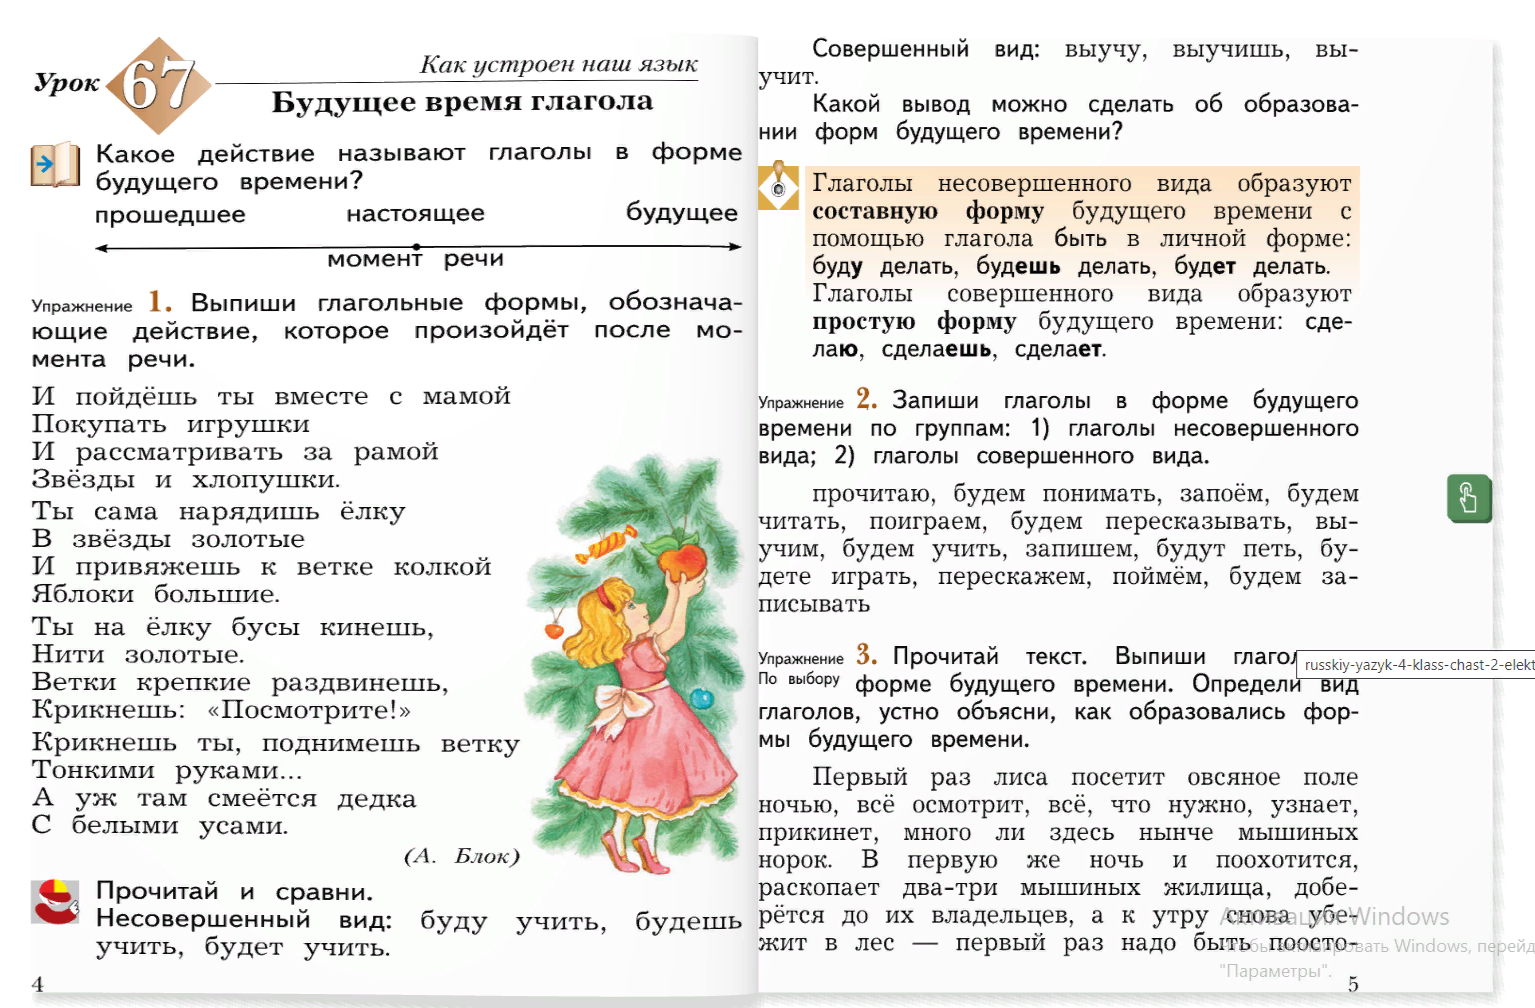 Урок 67
Как устроен наш язык
Будущее время глагола
Какое действие называют глаголы в форме
будущего времени?
прошедшее настоящее будущее
момент речи
Упражнение 1. Выпиши глагольные формы, обознача-
ющие действие, которое произойдёт после мо-
мента речи.
И пойдёшь ты вместе с мамой
Покупать игрушки
И рассматривать за рамой
Звёзды и хлопушки.
Ты сама нарядишь ёлку
В звёзды золотые
И привяжешь к ветке колкой
Яблоки большие.
Ты на ёлку бусы кинешь,
Нити золотые.
Ветки крепкие раздвинешь,
Крикнешь: «Посмотрите!»
Крикнешь ты, поднимешь ветку
Тонкими руками...
А уж там смеётся дедка
С белыми усами.
(А. Блок)
Прочитай и сравни.
Несовершенный вид: буду учить, будешь
учить, будет учить.
4
Совершенный вид: выучу, выучишь, вы-
учит.
Какой вывод можно сделать об образова-
нии форм будущего времени?
Глаголы несовершенного вида образуют
составную форму будущего времени с
помощью глагола быть в личной форме:
буду делать, будешь делать, будет делать.
Глаголы совершенного вида образуют
простую форму будущего времени: сде-
лаю, сделаешь, сделает.
Упражнение 2. Запиши глаголы в форме будущего
времени по группам: 1) глаголы несовершенного
вида; 2) глаголы совершенного вида.
прочитаю, будем понимать, запоём, будем
читать, поиграем, будем пересказывать, вы-
учим, будем учить, запишем, будут петь, бу-
дете играть, перескажем, поймём, будем за-
писывать
Упражнение 3. Прочитай текст. Выпиши глагол
russkiy-yazyk-4-klass-chast-2-elekt
По выбору форме будущего времени. Определи вид
глаголов, устно объясни, как образовались фор-
мы будущего времени.
Первый раз лиса посетит овсяное поле
ночью, всё осмотрит, всё, что нужно, узнает,
прикинет, много ли здесь нынче мышиных
норок. В первую же ночь и поохотится,
раскопает два-три мышиных жилища, добе-
рётся до их владельцев, а к утру снова убе-
жит в лес — первый раз надо быть поосто-
Активация Windows
Чтобы активировать Windows, перейд
"Параметры".
5